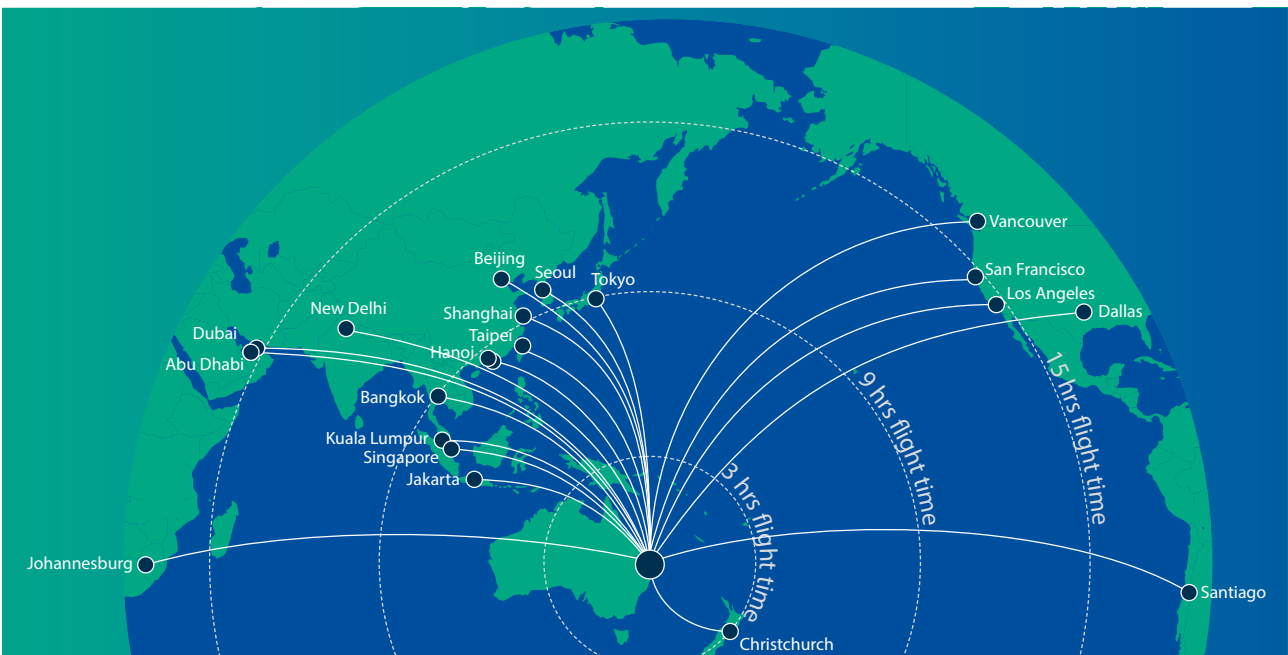 Vancouver
Beijing
Seoul
Tokyo
San Francisco
Los Angeles
New Delhi
Shanghai
Dallas
Dubai
Taipei
Abu Dhabi
Hanoi
Bangkok
9 hrs flight time
15 hrs flight time
Kuala Lumpur
Singapore
Jakarta
3 hrs flight time
Johannesburg
Santiago
Christchurch